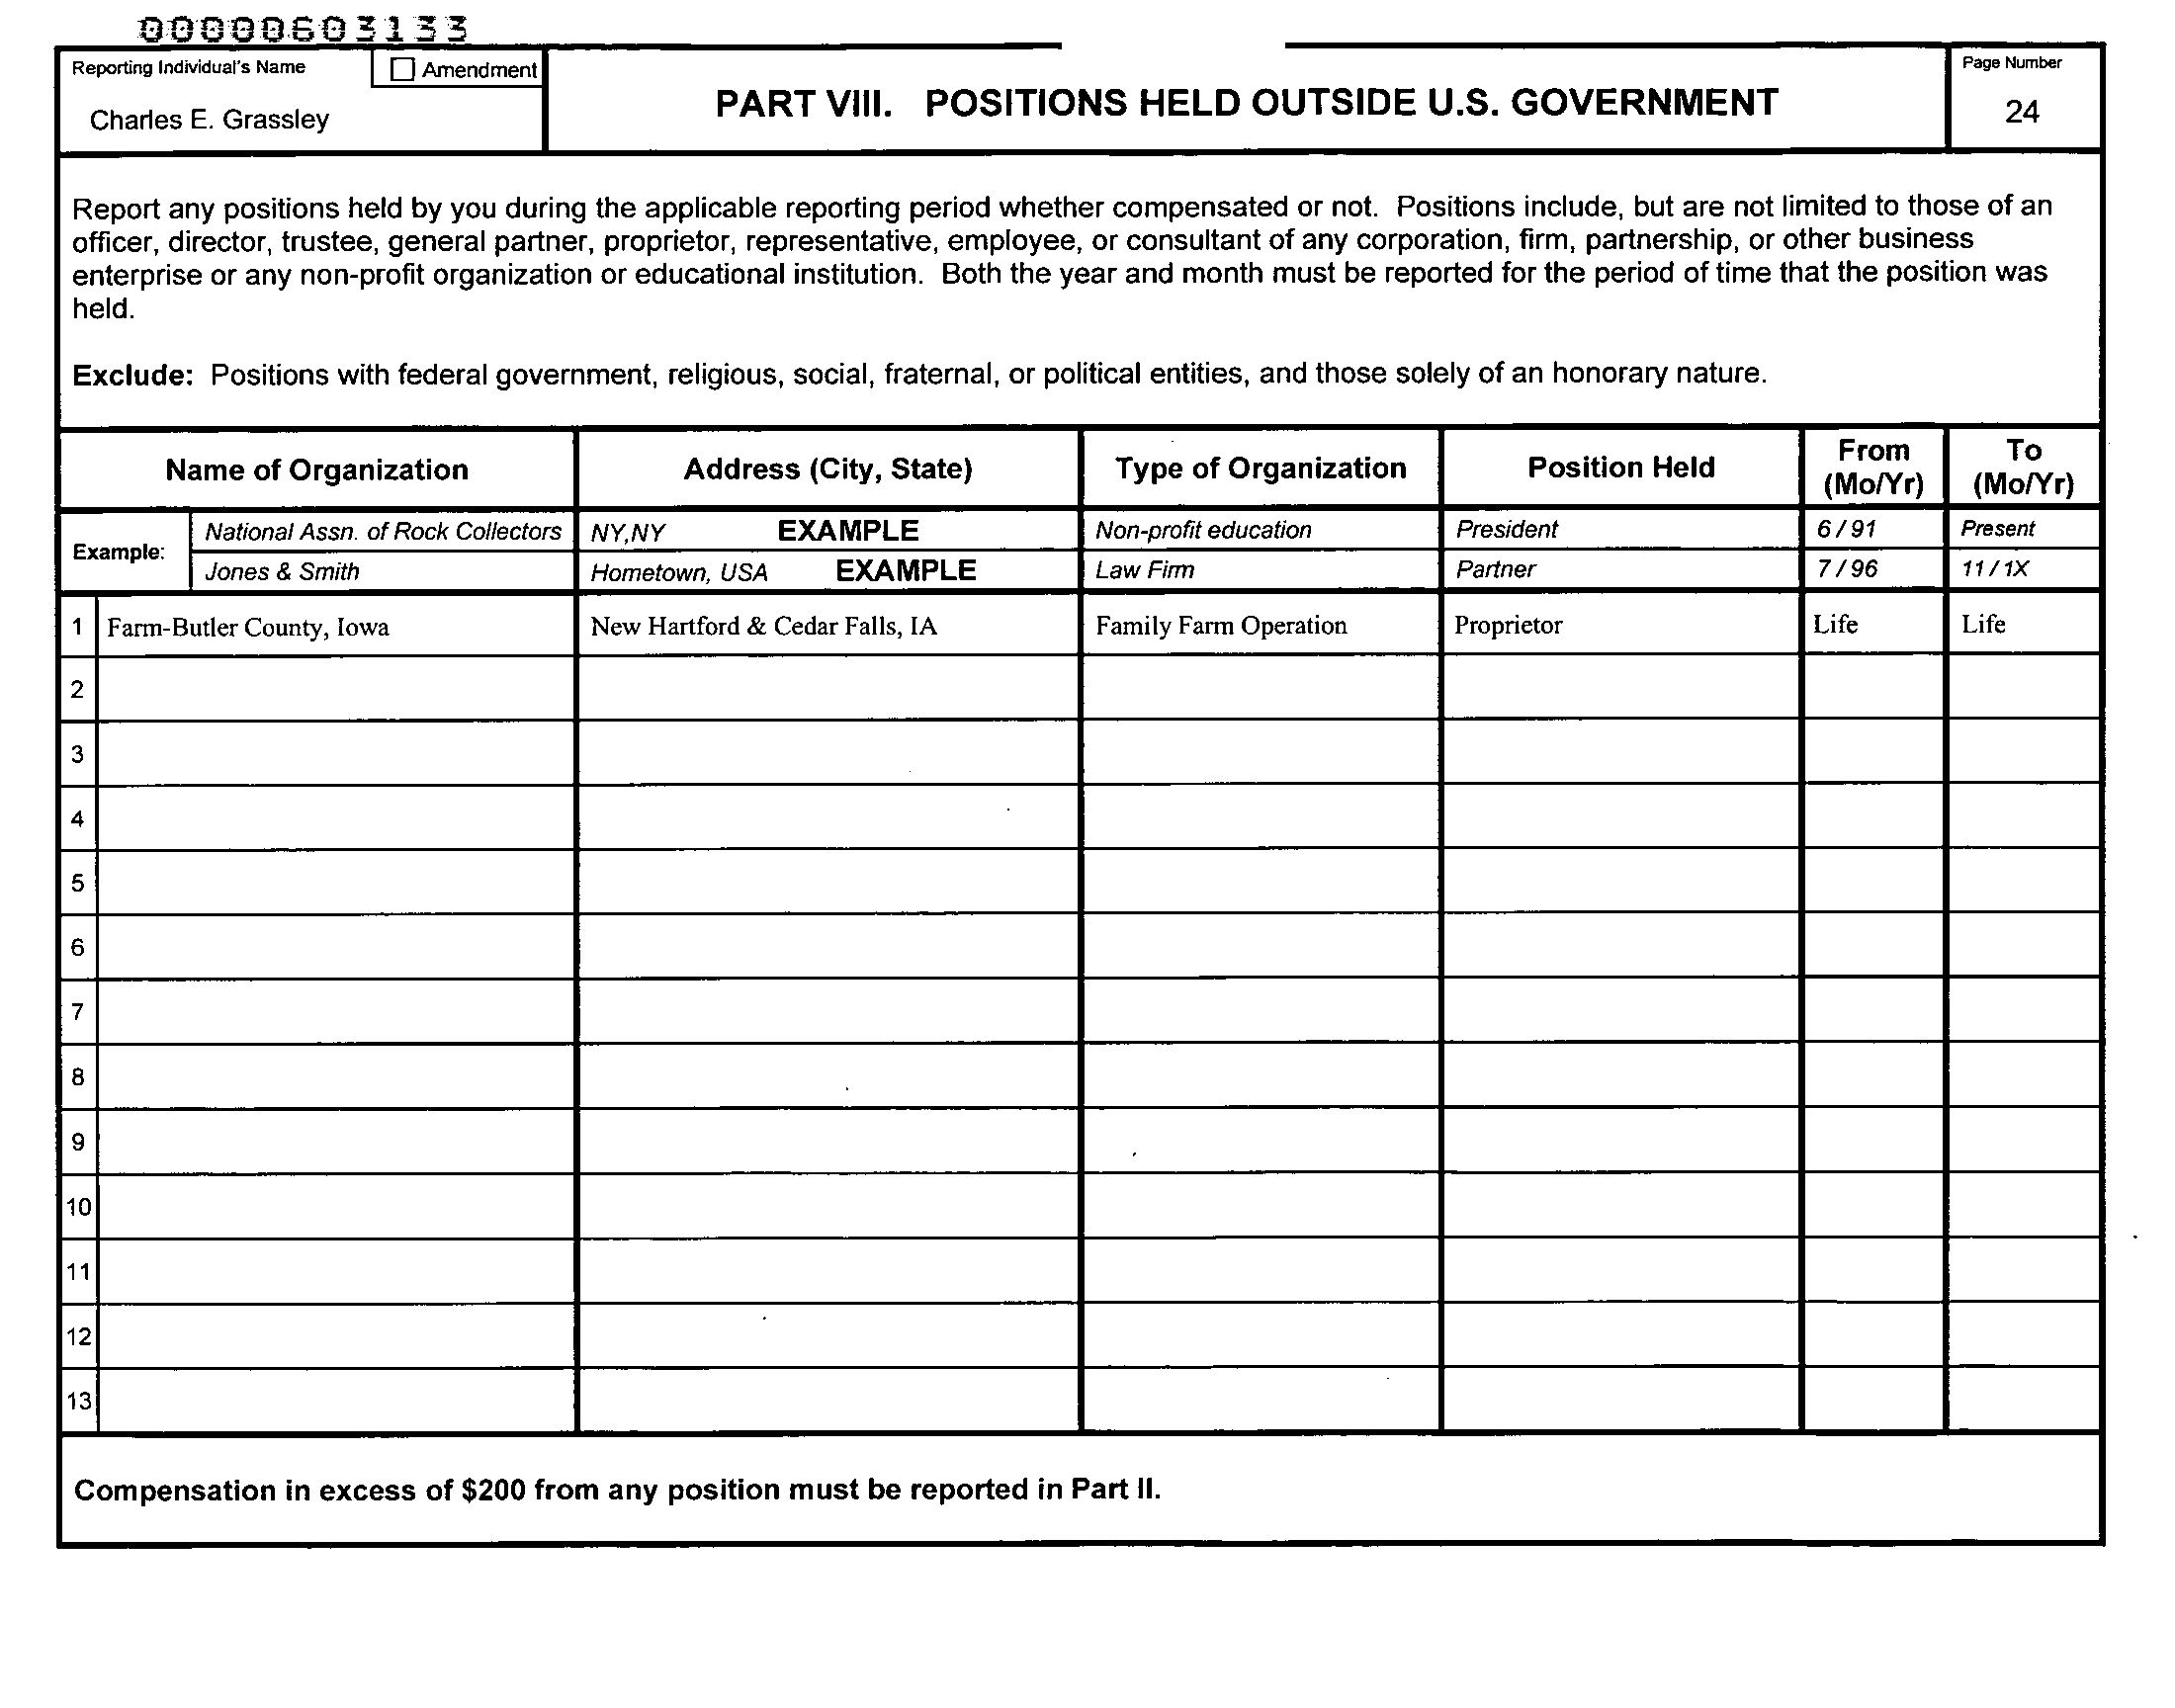 00000603133
Reporting Individual's Name
☐ Amendment
Charles E. Grassley
PART VIII. POSITIONS HELD OUTSIDE U.S. GOVERNMENT
Page Number
24
Report any positions held by you during the applicable reporting period whether compensated or not. Positions include, but are not limited to those of an
officer, director, trustee, general partner, proprietor, representative, employee, or consultant of any corporation, firm, partnership, or other business
enterprise or any non-profit organization or educational institution. Both the year and month must be reported for the period of time that the position was
held.
Exclude: Positions with federal government, religious, social, fraternal, or political entities, and those solely of an honorary nature.
Name of Organization Address (City, State) Type of Organization Position Held From (Mo/Yr) To (Mo/Yr)
Example:
National Assn. of Rock Collectors NY,NY EXAMPLE Non-profit education President 6 / 91 Present
Jones & Smith Hometown, USA EXAMPLE Law Firm Partner 7 / 96 11 / 1X
1 Farm-Butler County, Iowa New Hartford & Cedar Falls, IA Family Farm Operation Proprietor Life Life
2
3
4
5
6
7
8
9
10
11
12
13
Compensation in excess of $200 from any position must be reported in Part II.